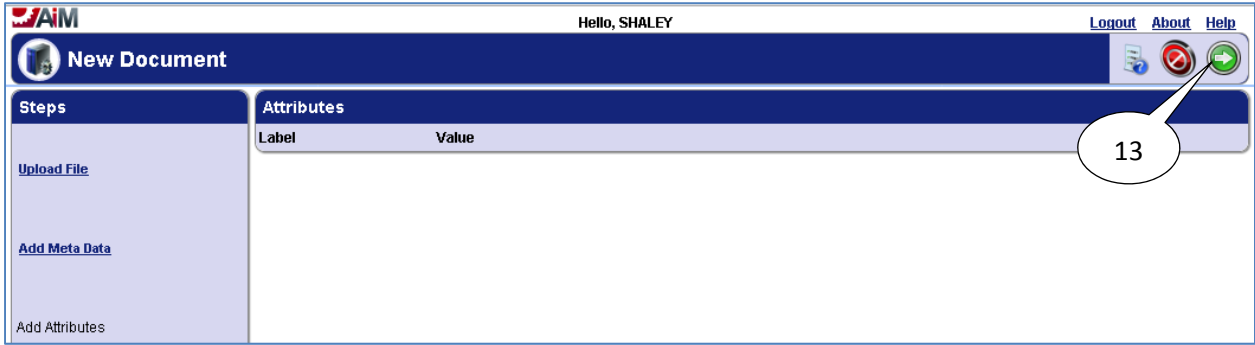 AiM
Hello, SHALEY
Logout About Help
New Document
Steps
Attributes
Label Value
13
Upload File
Add Meta Data
Add Attributes